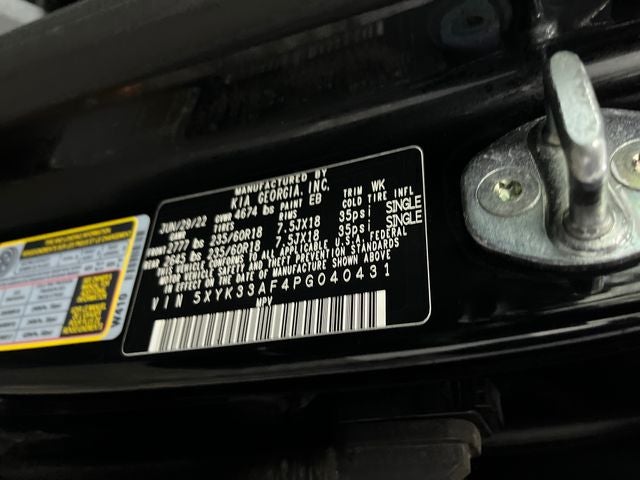 MANUFACTURED BY
KIA GEORGIA, INC.
JUN/29/22 GVWR 4674 lbs PAINT EB TRIM WK
GAWR TIRES RIMS COLD TIRE INFL
2777 lbs 235/60R18 7.5JX18 35psi SINGLE
2645 lbs 235/60R18 7.5JX18 35psi SINGLE
THIS VEHICLE CONFORMS TO ALL APPLICABLE U.S.A. FEDERAL
MOTOR VEHICLE SAFETY AND THEFT PREVENTION STANDARDS
IN EFFECT ON THE DATE OF MANUFACTURE SHOWN ABOVE.
VIN 5XYK33AF4PG040431
MPV